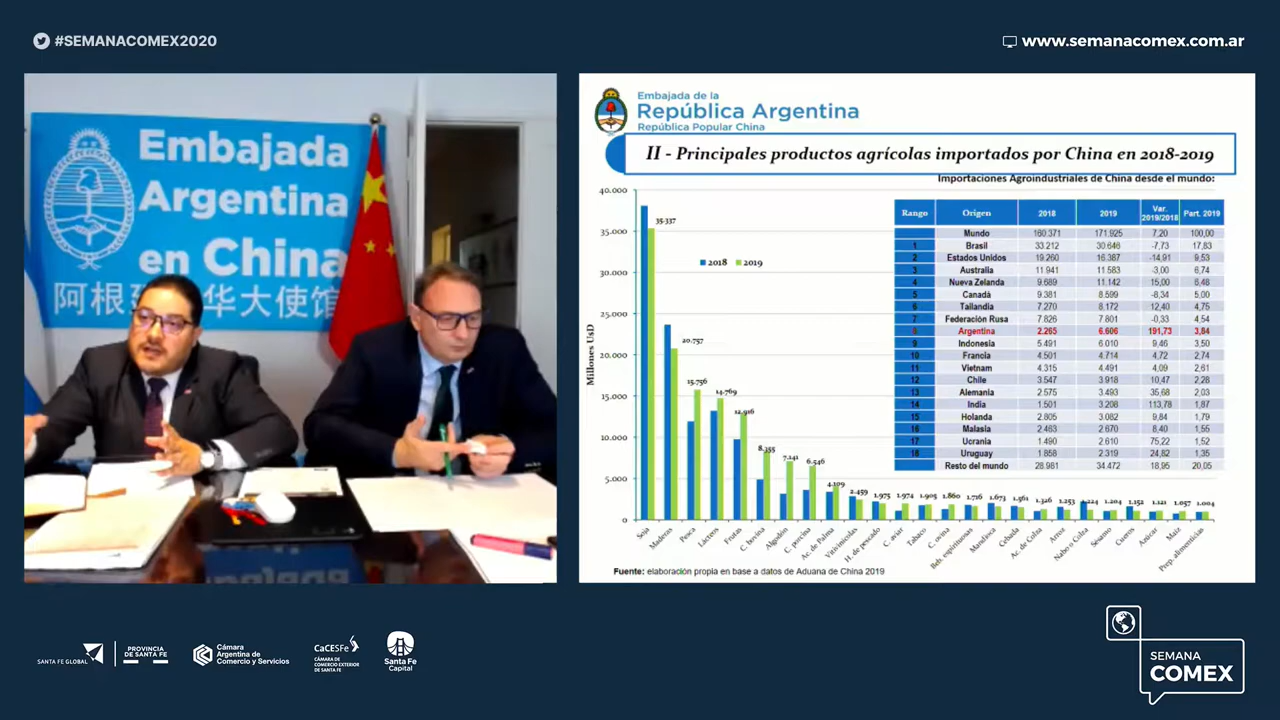 #SEMANACOMEX2020
www.semanacomex.com.ar
Embajada
Argentina
en China
华大使馆
Embajada de la
República Argentina
República Popular China
II - Principales productos agrícolas importados por China en 2018-2019
Importaciones Agroindustriales de China desde el mundo:
Rango Origen 2018 2019 Var. 2019/2018 Part. 2019
Mundo 160.371 171.925 7,20 100,00
1 Brasil 33.212 30.646 -7,73 17,83
2 Estados Unidos 19.260 16.387 -14,91 9,53
3 Australia 11.941 11.583 -3,00 6,74
4 Nueva Zelanda 9.689 11.142 15,00 6,48
5 Canadá 9.381 8.599 -8,34 5,00
6 Tailandia 7.270 8.172 12,40 4,75
7 Federación Rusa 7.826 7.801 -0,33 4,54
8 Argentina 2.265 6.606 191,73 3,84
9 Indonesia 5.491 6.010 9,46 3,50
10 Francia 4.501 4.714 4,72 2,74
11 Vietnam 4.315 4.491 4,09 2,61
12 Chile 3.547 3.918 10,47 2,28
13 Alemania 2.575 3.493 35,68 2,03
14 India 1.501 3.208 113,78 1,87
15 Holanda 2.805 3.082 9,84 1,79
16 Malasia 2.463 2.670 8,40 1,55
17 Ucrania 1.490 2.610 75,22 1,52
18 Uruguay 1.858 2.319 24,82 1,35
Resto del mundo 28.981 34.472 18,95 20,05
40.000
35.000
30.000
25.000
20.000
15.000
10.000
5.000
0
Millones UsD
2018 2019
35.337 20.757 15.756 14.769 12.916 8.355 7.141 6.546 4.109 2.459 1.975 1.974 1.905 1.860 1.716 1.673 1.561 1.326 1.253 1.224 1.204 1.152 1.121 1.057 1.004
Soja Maderas Pesca Lácteos Frutas C. bovina Algodón C. porcina Ac. de Palma Vitivinícolas H. de pescado C. aviar Tabaco C. ovina Beb. espirituosas Mandioca Cebada Ac. de Colza Arroz Nabo o Colza Sésamo Cueros Azúcar Maíz Prep. alimenticias
Fuente: elaboración propia en base a datos de Aduana de China 2019
SANTA FE GLOBAL
PROVINCIA
DE SANTA FE
Cámara
Argentina de
Comercio y Servicios
CaCESFe
CÁMARA DE
COMERCIO EXTERIOR
DE SANTA FE
Santa Fe
Capital
SEMANA
COMEX